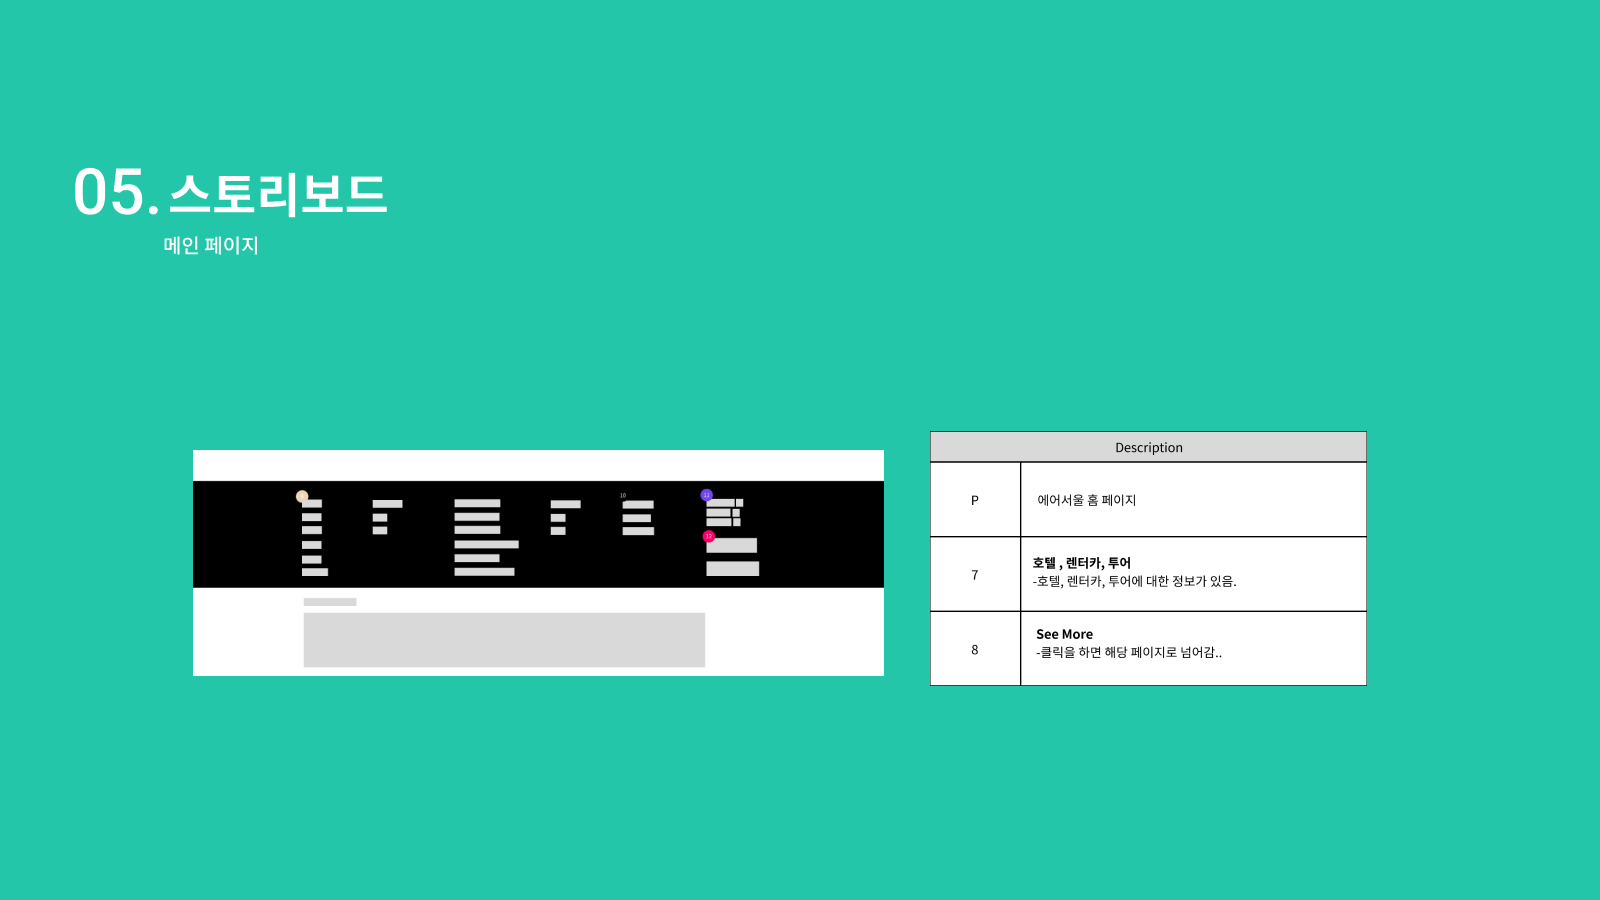 05. 스토리보드
메인 페이지
10
11
12
Description
P
에어서울 홈 페이지
7
호텔 , 렌터카, 투어
-호텔, 렌터카, 투어에 대한 정보가 있음.
8
See More
-클릭을 하면 해당 페이지로 넘어감..